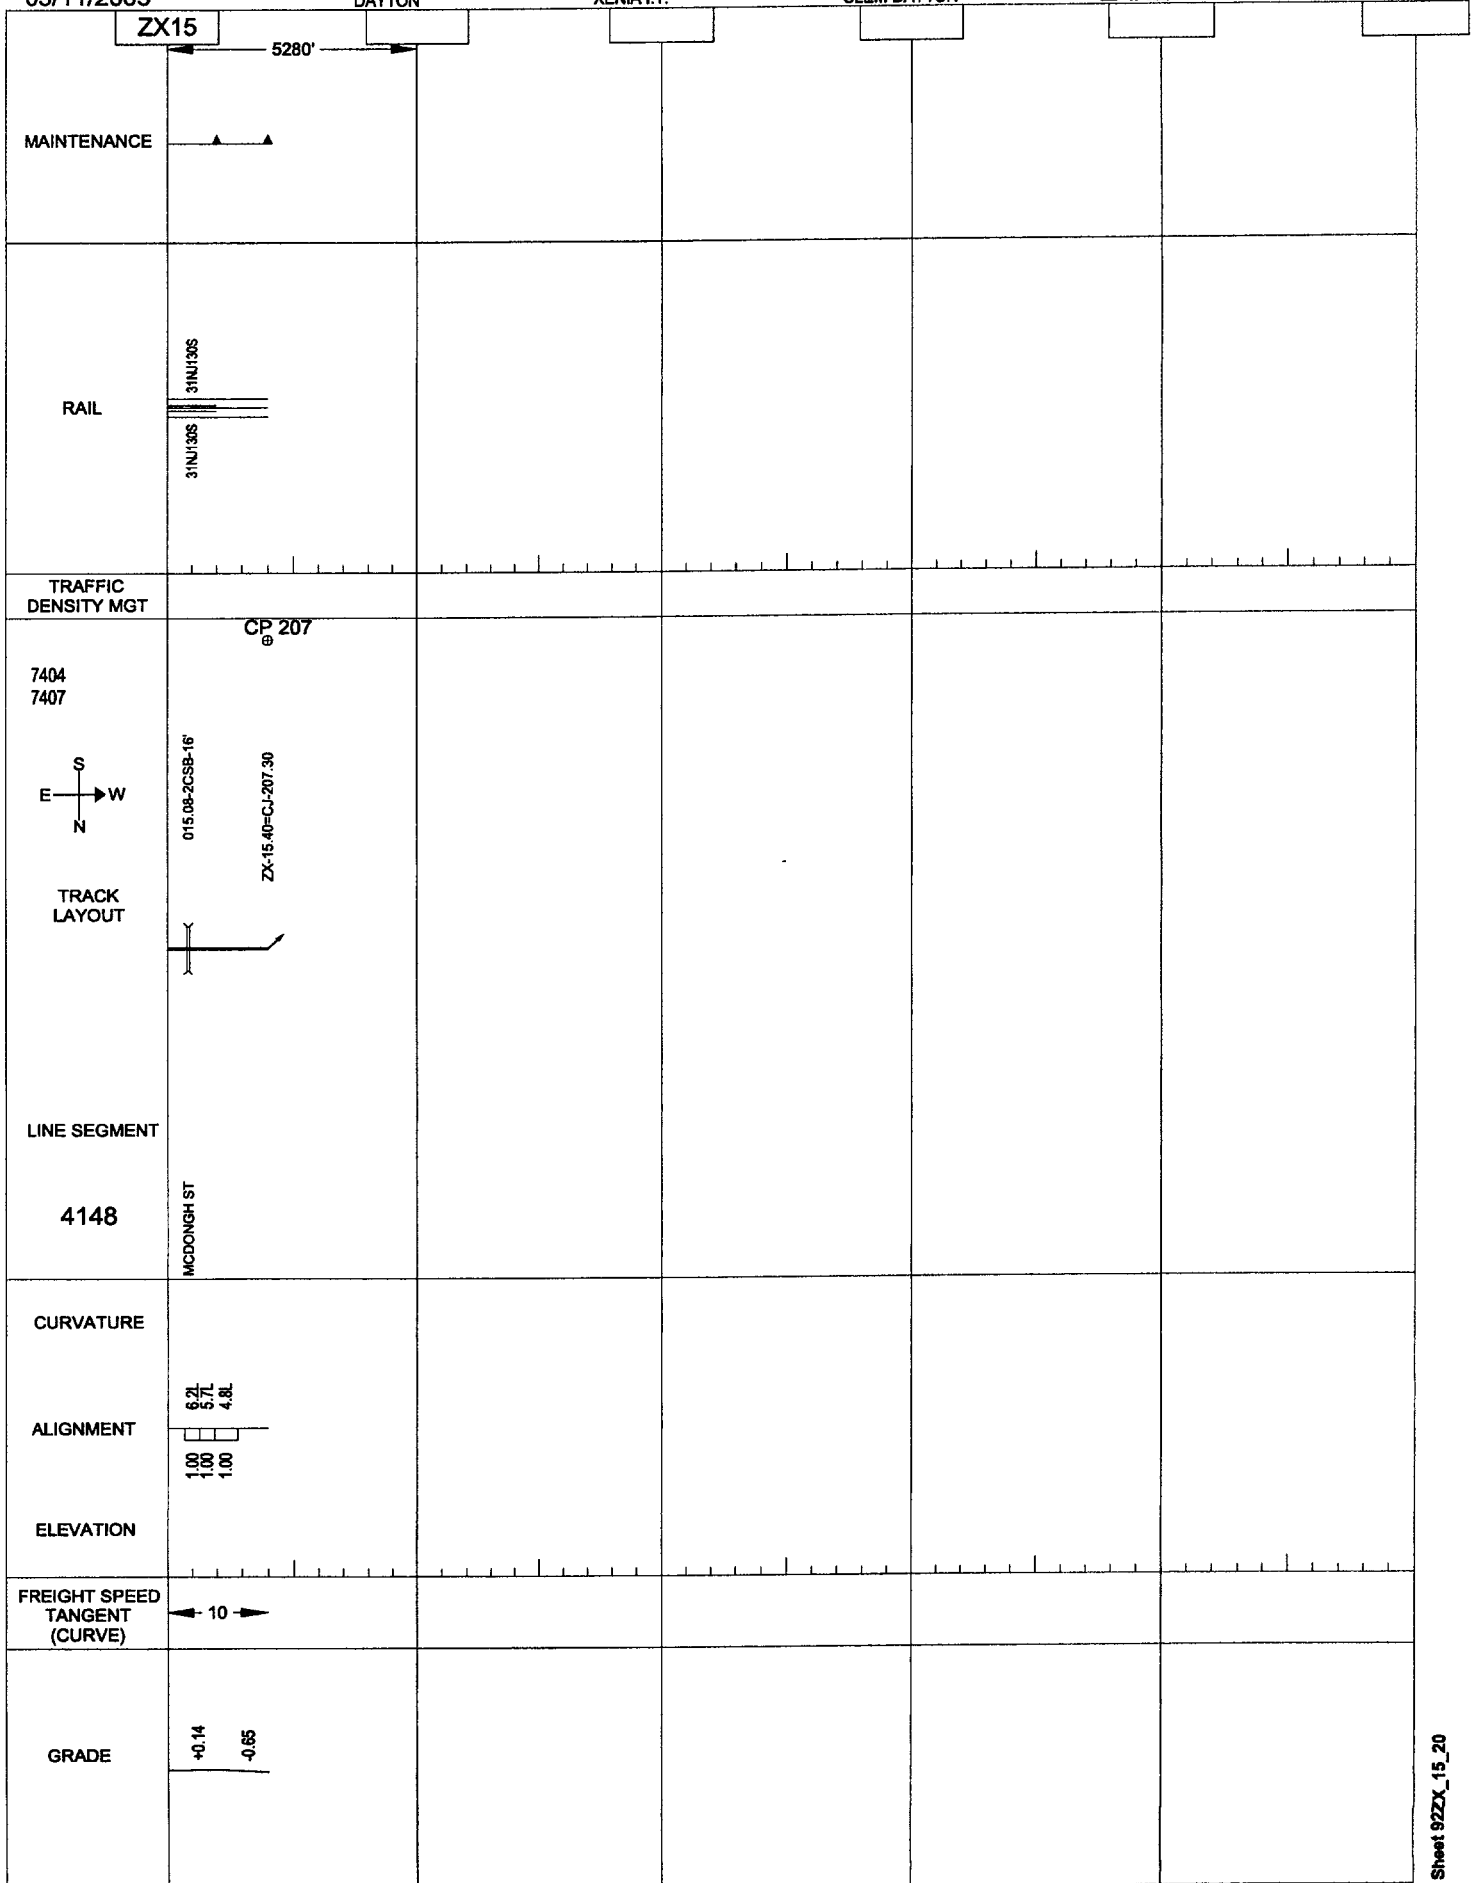 DAYTON
ZX15
5280'
MAINTENANCE
31NJ130S
RAIL
31NJ130S
TRAFFIC
DENSITY MGT
CP 207
7404
7407
S
E W
N
015.08-2CSB-16'
ZX-15.40=CJ-207.30
TRACK
LAYOUT
LINE SEGMENT
4148
MCDONGH ST
CURVATURE
6.2L
5.7L
4.8L
ALIGNMENT
1.00
1.00
1.00
ELEVATION
FREIGHT SPEED
TANGENT
(CURVE)
10
GRADE
+0.14
-0.65
Sheet 92ZX_15_20